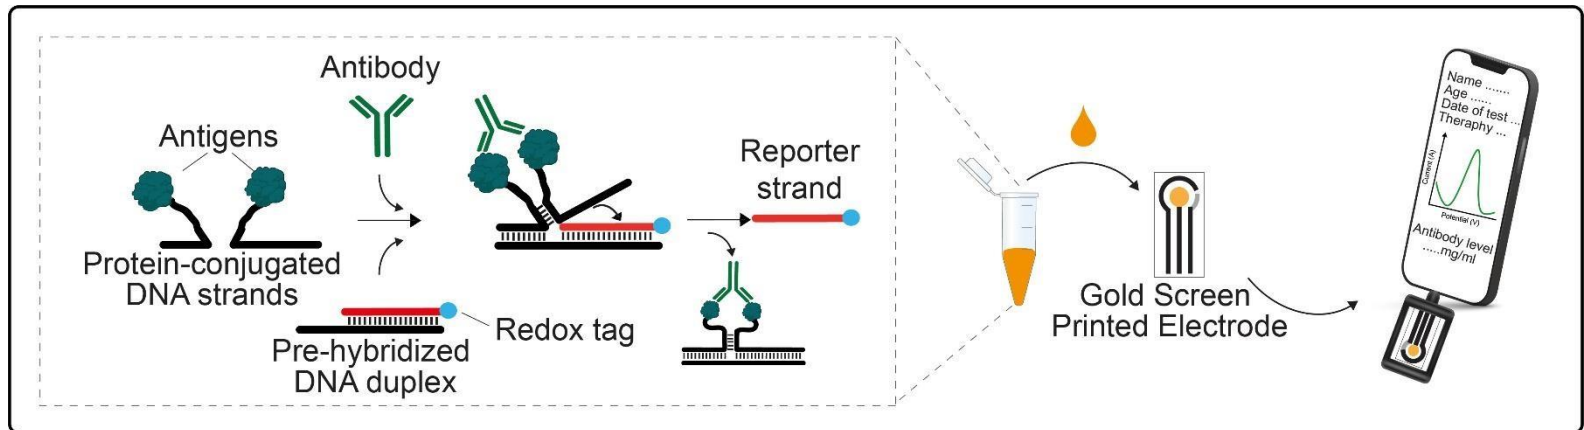 Antibody
Antigens
Protein-conjugated
DNA strands
Pre-hybridized
DNA duplex
Redox tag
Reporter
strand
Gold Screen
Printed Electrode
Name .......
Age ......
Date of test ...
Theraphy ...
Current (A)
Potential (V)
Antibody level
.....mg/ml